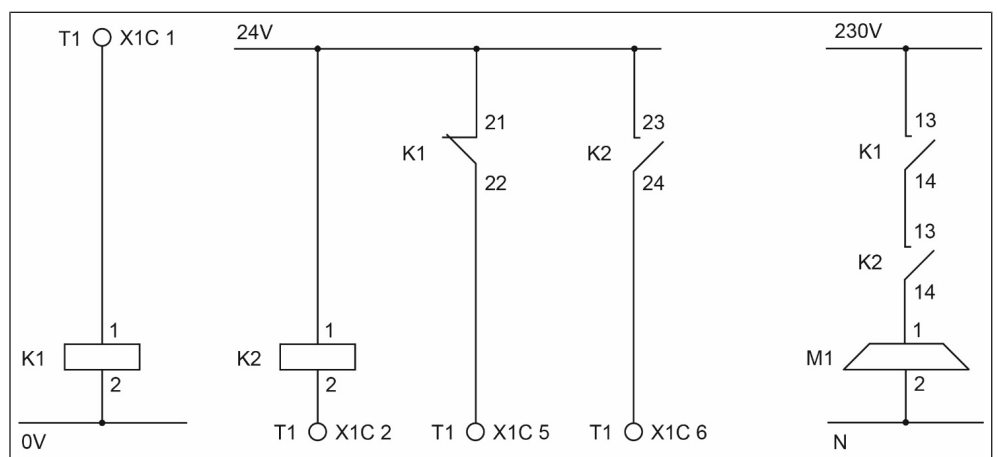 T1 X1C 1
24V
230V
21
23
13
K1
K2
K1
22
24
14
13
K2
14
1
1
1
K1
K2
M1
2
2
2
T1 X1C 2
T1 X1C 5
T1 X1C 6
0V
N